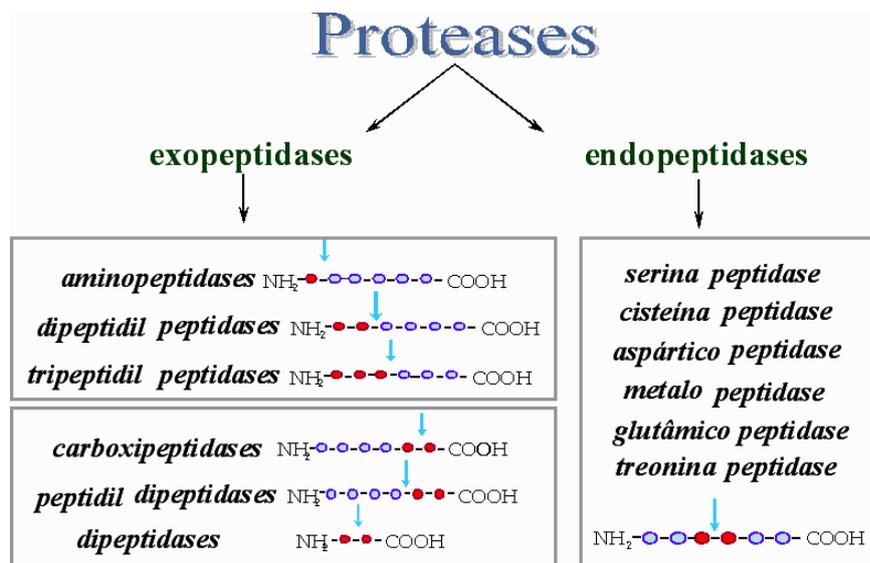 Proteases
exopeptidases
endopeptidases
aminopeptidases NH2 COOH
dipeptidil peptidases NH2 COOH
tripeptidil peptidases NH2 COOH
carboxipeptidases NH2 COOH
peptidil dipeptidases NH2 COOH
dipeptidases NH2 COOH
serina peptidase
cisteína peptidase
aspártico peptidase
metalo peptidase
glutâmico peptidase
treonina peptidase
NH2 COOH